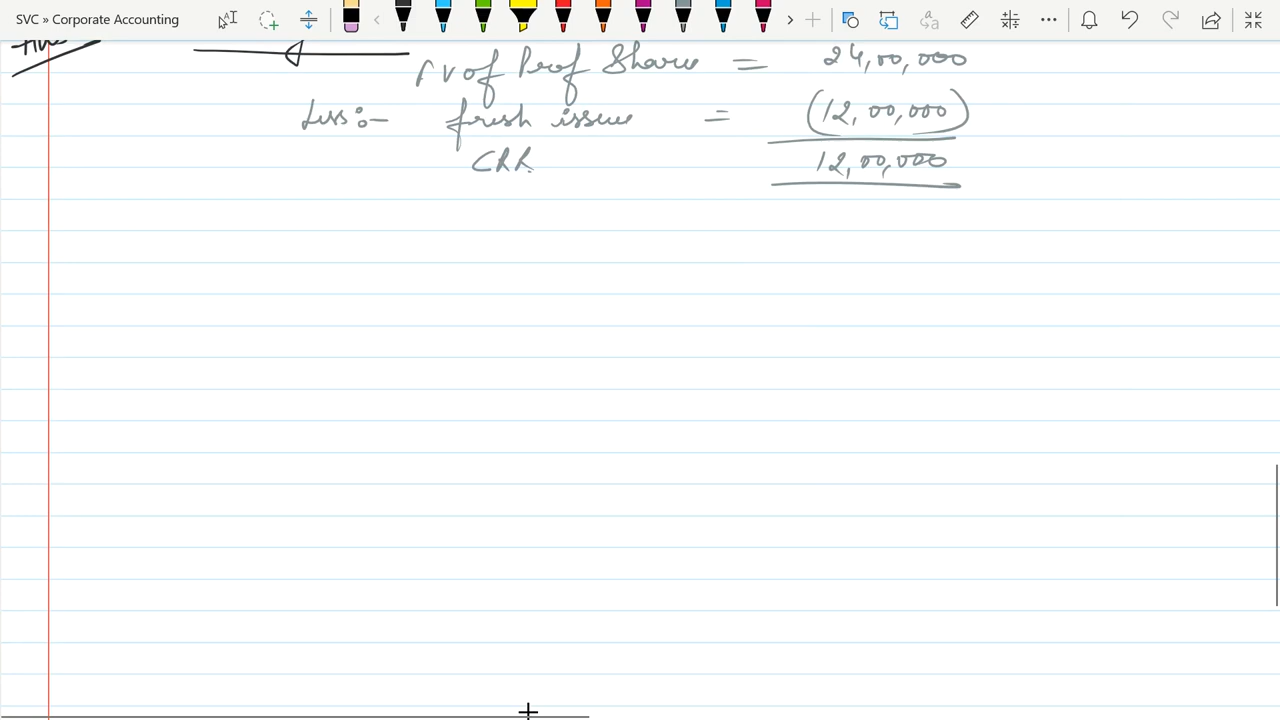 SVC » Corporate Accounting
FV of Pref Share = 24,00,000
Less:- fresh issue = (12,00,000)
CRR 12,00,000